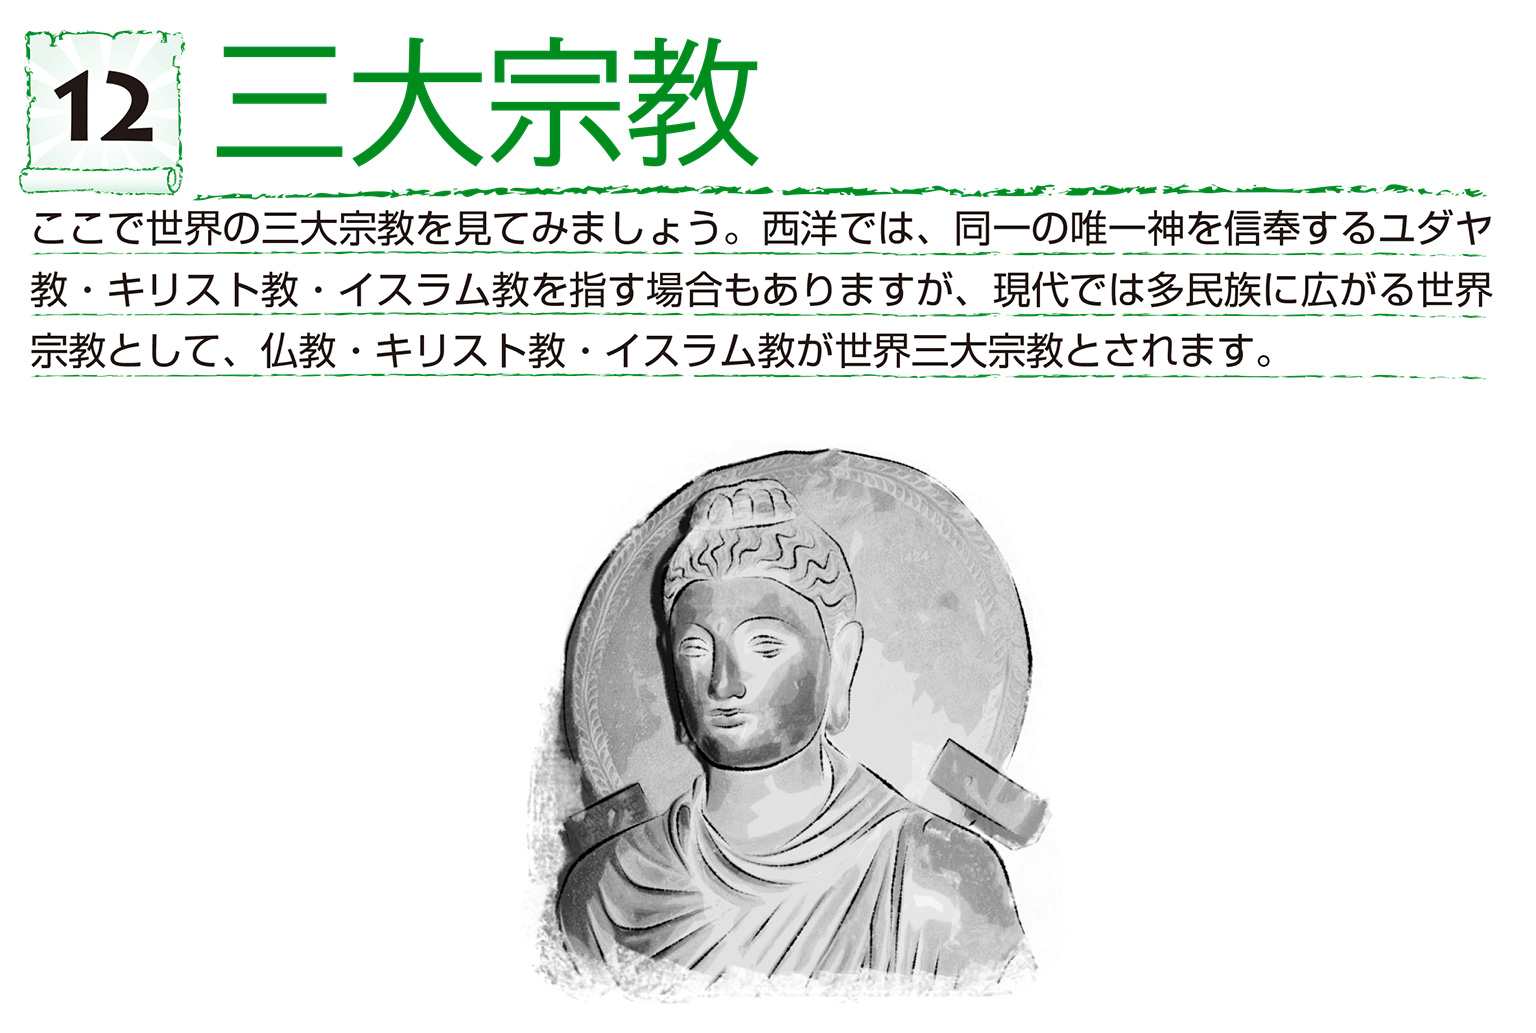 12
三大宗教
ここで世界の三大宗教を見てみましょう。西洋では、同一の唯一神を信奉するユダヤ
教・キリスト教・イスラム教を指す場合もありますが、現代では多民族に広がる世界
宗教として、仏教・キリスト教・イスラム教が世界三大宗教とされます。